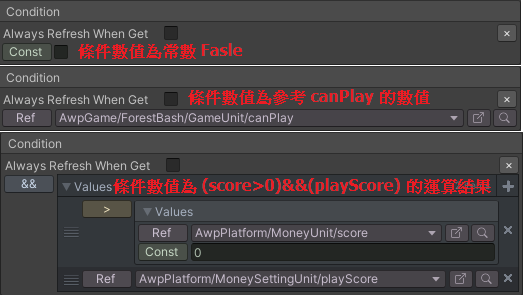 Condition
Always Refresh When Get
Const 條件數值為常數 Fasle
Condition
Always Refresh When Get 條件數值為參考 canPlay 的數值
Ref AwpGame/ForestBash/GameUnit/canPlay
Condition
Always Refresh When Get
&& Values 條件數值為 (score>0)&&(playScore) 的運算結果
> Values
Ref AwpPlatform/MoneyUnit/score
Const 0
Ref AwpPlatform/MoneySettingUnit/playScore